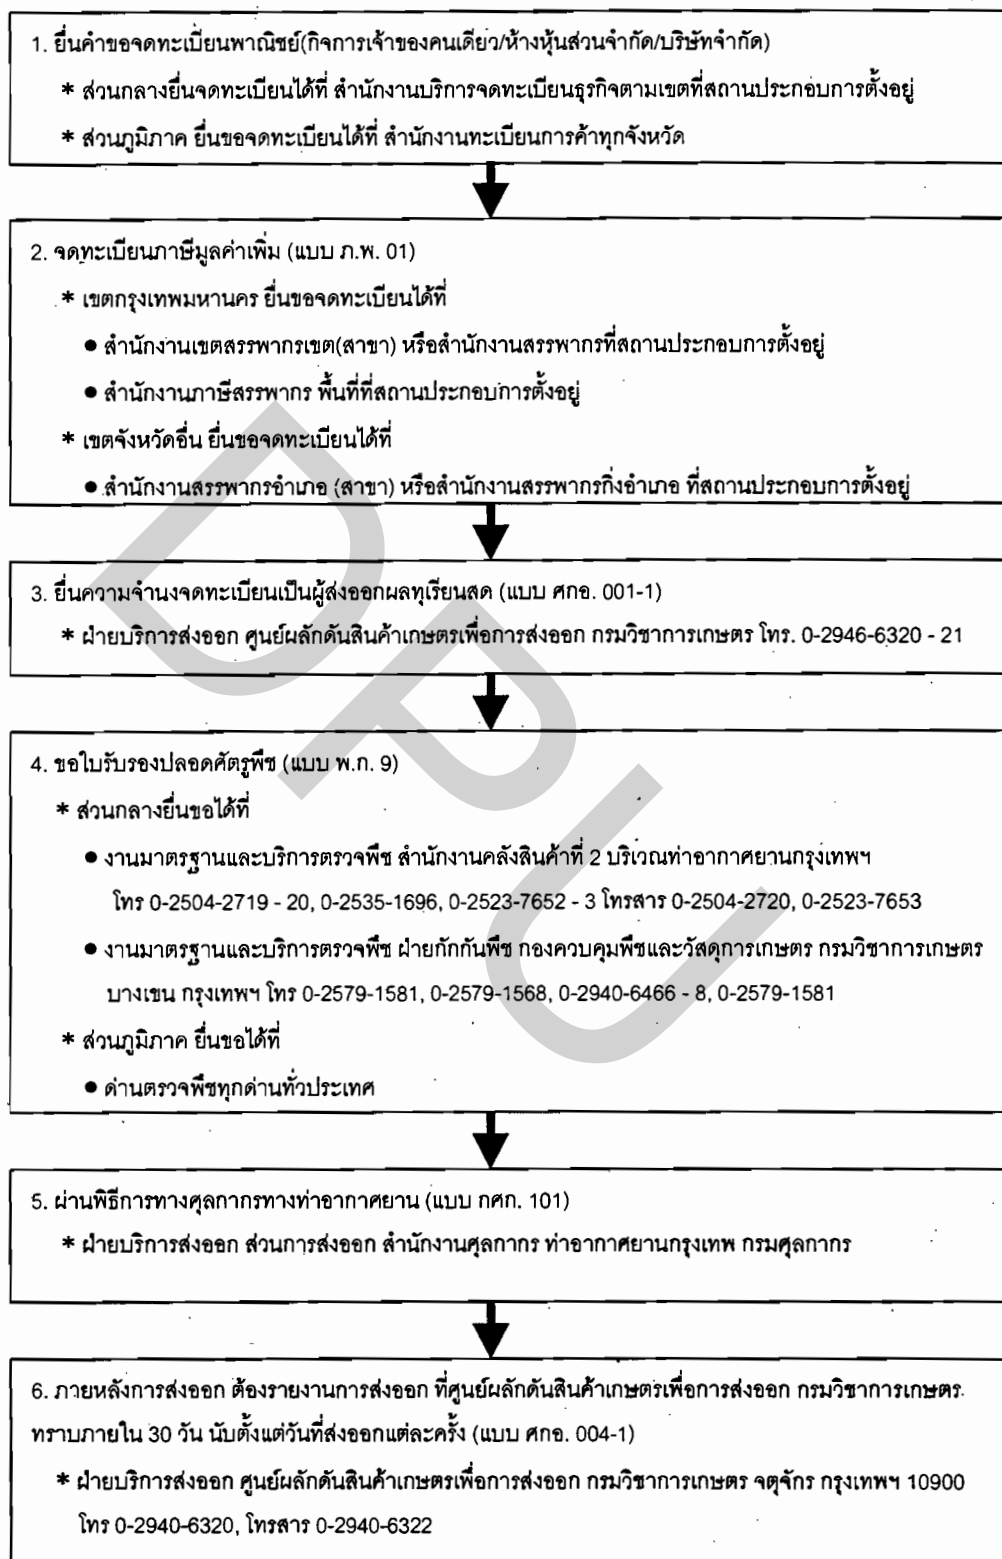 1. ยื่นคำขอจดทะเบียนพาณิชย์(กิจการเจ้าของคนเดียว/ห้างหุ้นส่วนจำกัด/บริษัทจำกัด)
* ส่วนกลางยื่นจดทะเบียนได้ที่ สำนักงานบริการจดทะเบียนธุรกิจตามเขตที่สถานประกอบการตั้งอยู่
* ส่วนภูมิภาค ยื่นขอจดทะเบียนได้ที่ สำนักงานทะเบียนการค้าทุกจังหวัด
2. จดทะเบียนภาษีมูลค่าเพิ่ม (แบบ ภ.พ. 01)
* เขตกรุงเทพมหานคร ยื่นขอจดทะเบียนได้ที่
● สำนักงานเขตสรรพากรเขต(สาขา) หรือสำนักงานสรรพากรที่สถานประกอบการตั้งอยู่
● สำนักงานภาษีสรรพากร พื้นที่ที่สถานประกอบการตั้งอยู่
* เขตจังหวัดอื่น ยื่นขอจดทะเบียนได้ที่
● สำนักงานสรรพากรอำเภอ (สาขา) หรือสำนักงานสรรพากรกิ่งอำเภอ ที่สถานประกอบการตั้งอยู่
3. ยื่นความจำนงจดทะเบียนเป็นผู้ส่งออกผลทุเรียนสด (แบบ ศกอ. 001-1)
* ฝ่ายบริการส่งออก ศูนย์ผลักดันสินค้าเกษตรเพื่อการส่งออก กรมวิชาการเกษตร โทร. 0-2946-6320 - 21
4. ขอใบรับรองปลอดศัตรูพืช (แบบ พ.ก. 9)
* ส่วนกลางยื่นขอได้ที่
● งานมาตรฐานและบริการตรวจพืช สำนักงานคลังสินค้าที่ 2 บริเวณท่าอากาศยานกรุงเทพฯ
โทร 0-2504-2719 - 20, 0-2535-1696, 0-2523-7652 - 3 โทรสาร 0-2504-2720, 0-2523-7653
● งานมาตรฐานและบริการตรวจพืช ฝ่ายกักกันพืช กองควบคุมพืชและวัสดุการเกษตร กรมวิชาการเกษตร
บางเขน กรุงเทพฯ โทร 0-2579-1581, 0-2579-1568, 0-2940-6466 - 8, 0-2579-1581
* ส่วนภูมิภาค ยื่นขอได้ที่
● ด่านตรวจพืชทุกด่านทั่วประเทศ
5. ผ่านพิธีการทางศุลกากรทางท่าอากาศยาน (แบบ กศก. 101)
* ฝ่ายบริการส่งออก ส่วนการส่งออก สำนักงานศุลกากร ท่าอากาศยานกรุงเทพ กรมศุลกากร
6. ภายหลังการส่งออก ต้องรายงานการส่งออก ที่ศูนย์ผลักดันสินค้าเกษตรเพื่อการส่งออก กรมวิชาการเกษตร
ทราบภายใน 30 วัน นับตั้งแต่วันที่ส่งออกแต่ละครั้ง (แบบ ศกอ. 004-1)
* ฝ่ายบริการส่งออก ศูนย์ผลักดันสินค้าเกษตรเพื่อการส่งออก กรมวิชาการเกษตร จตุจักร กรุงเทพฯ 10900
โทร 0-2940-6320, โทรสาร 0-2940-6322
DPU